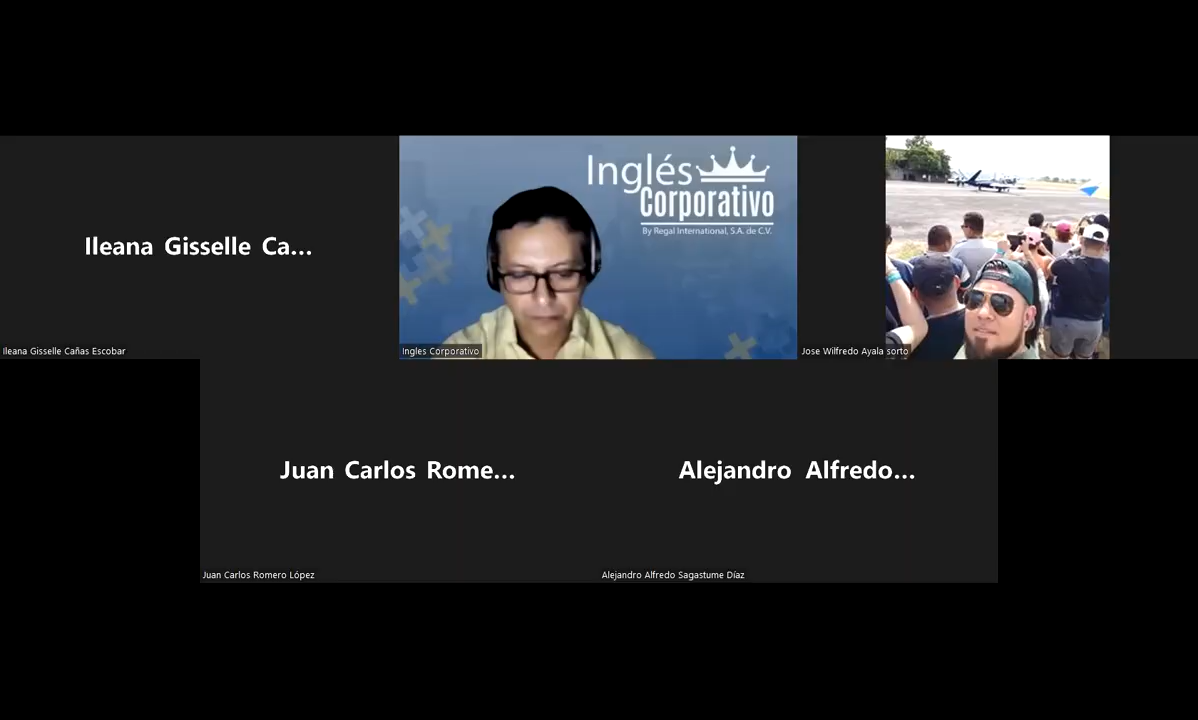 Ileana Gisselle Ca...
Ileana Gisselle Cañas Escobar
Inglés
Corporativo
By Regal International, S.A. de C.V.
Ingles Corporativo
Jose Wilfredo Ayala sorto
Juan Carlos Rome...
Juan Carlos Romero López
Alejandro Alfredo...
Alejandro Alfredo Sagastume Díaz